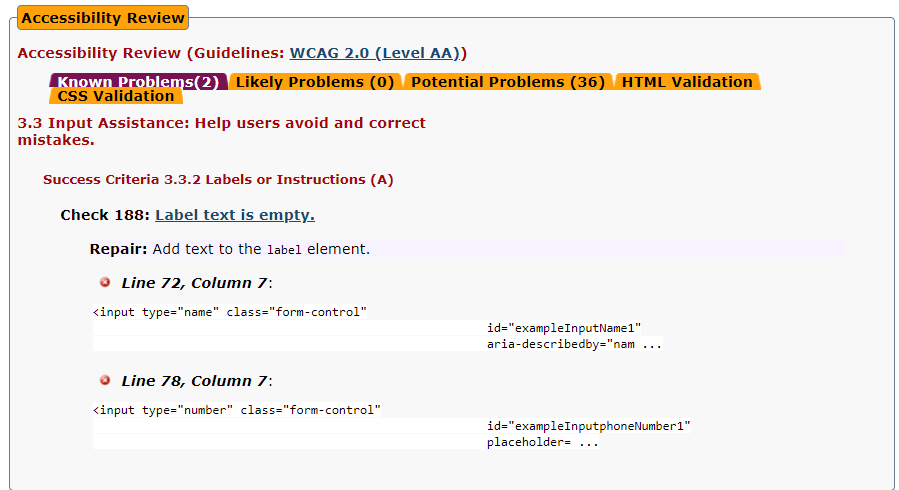 Accessibility Review
Accessibility Review (Guidelines: WCAG 2.0 (Level AA))
Known Problems(2) Likely Problems (0) Potential Problems (36) HTML Validation
CSS Validation
3.3 Input Assistance: Help users avoid and correct
mistakes.
Success Criteria 3.3.2 Labels or Instructions (A)
Check 188: Label text is empty.
Repair: Add text to the label element.
Line 72, Column 7:
<input type="name" class="form-control"
id="exampleInputName1"
aria-describedby="nam ...
Line 78, Column 7:
<input type="number" class="form-control"
id="exampleInputphoneNumber1"
placeholder= ...